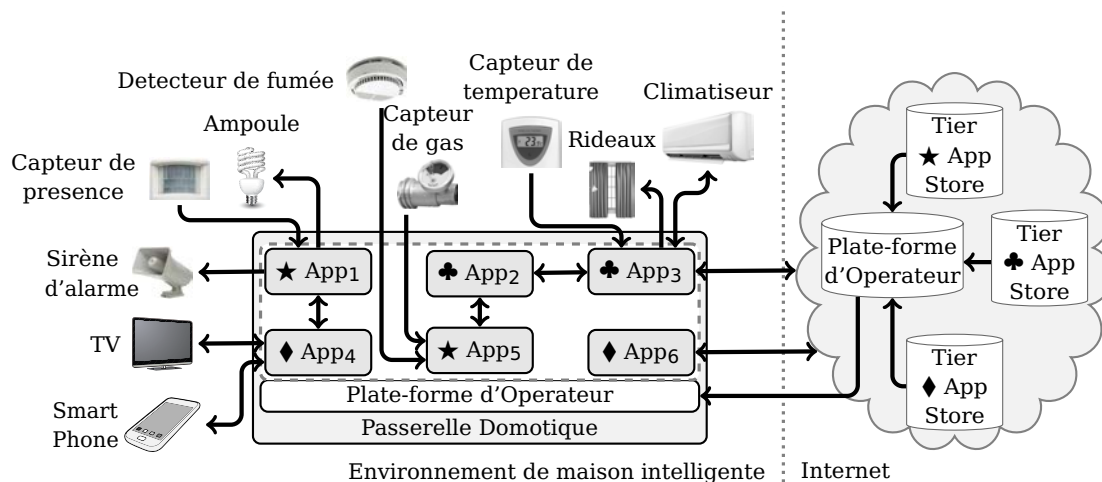 Detecteur de fumée
Capteur de
temperature
Climatiseur
Ampoule
Capteur
de gas
Rideaux
Capteur de
presence
23
Sirène
d'alarme
TV
Smart
Phone
★ App1
♣ App2
♣ App3
♦ App4
★ App5
♦ App6
Plate-forme d'Operateur
Passerelle Domotique
Environnement de maison intelligente
Internet
Tier
★ App
Store
Plate-forme
d'Operateur
Tier
♣ App
Store
Tier
♦ App
Store